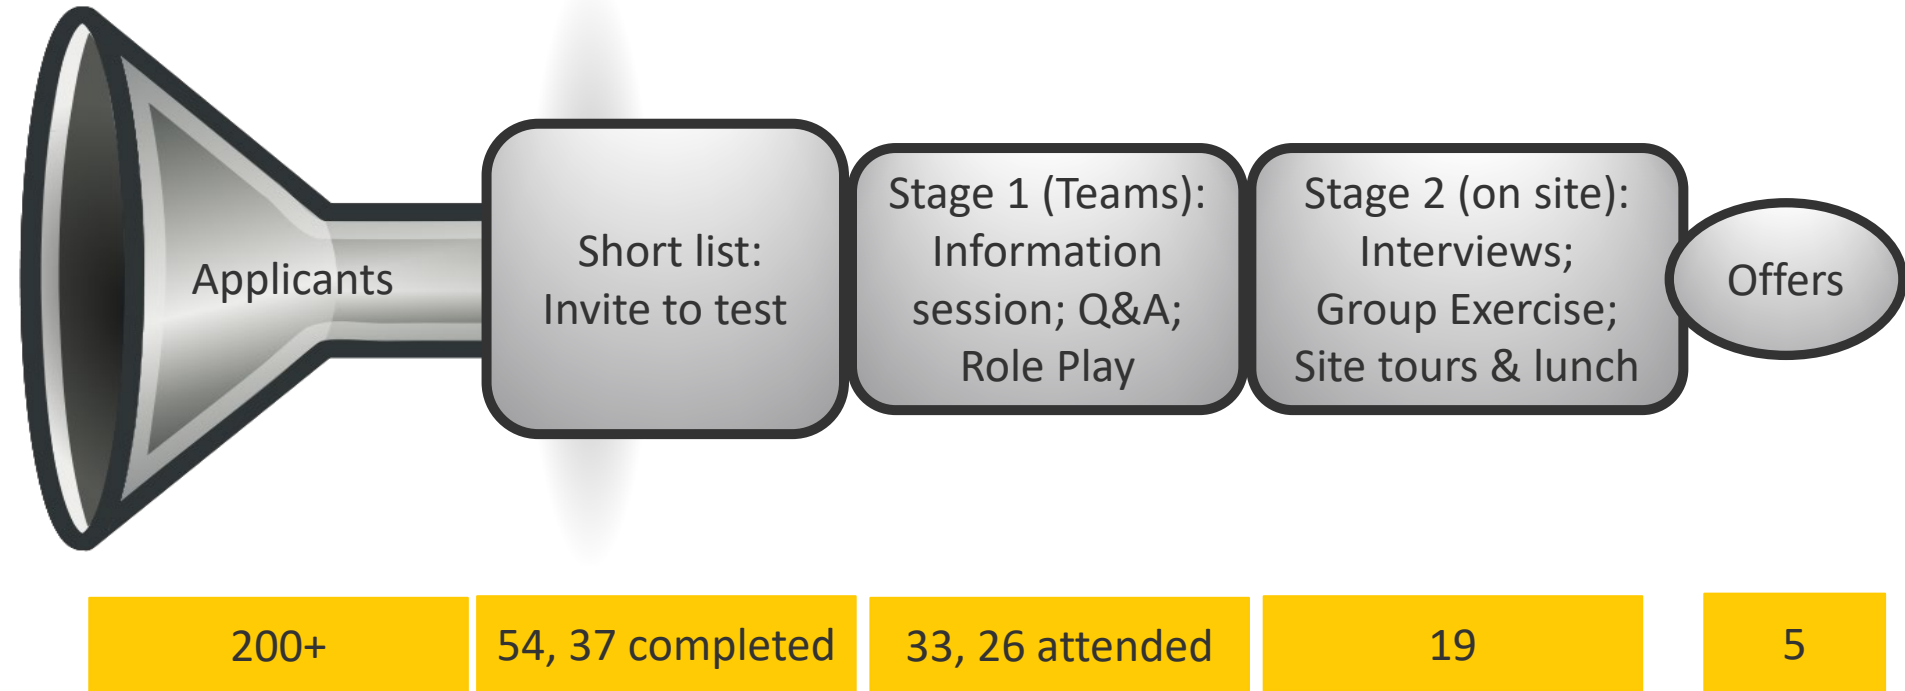 Applicants
Short list:
Invite to test
Stage 1 (Teams):
Information
session; Q&A;
Role Play
Stage 2 (on site):
Interviews;
Group Exercise;
Site tours & lunch
Offers
200+
54, 37 completed
33, 26 attended
19
5